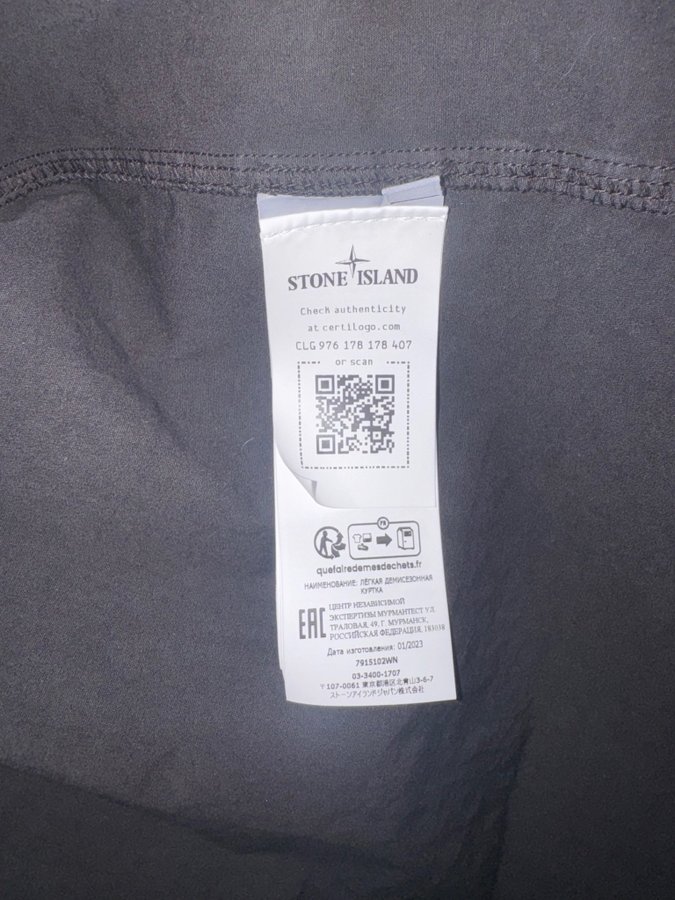 STONE ISLAND
Check authenticity
at certilogo.com
CLG 976 178 178 407
or scan
FR
quefairedemesdechets.fr
НАИМЕНОВАНИЕ: ЛЁГКАЯ ДЕМИСЕЗОННАЯ
КУРТКА
EAC
ЦЕНТР НЕЗАВИСИМОЙ
ЭКСПЕРТИЗЫ МУРМАНТЕСТ УЛ.
ТРАЛОВАЯ, 49, Г. МУРМАНСК,
РОССИЙСКАЯ ФЕДЕРАЦИЯ, 183038
Дата изготовления: 01/2023
7915102WN
03-3400-1707
〒107-0061 東京都港区北青山3-6-7
ストーンアイランドジャパン株式会社